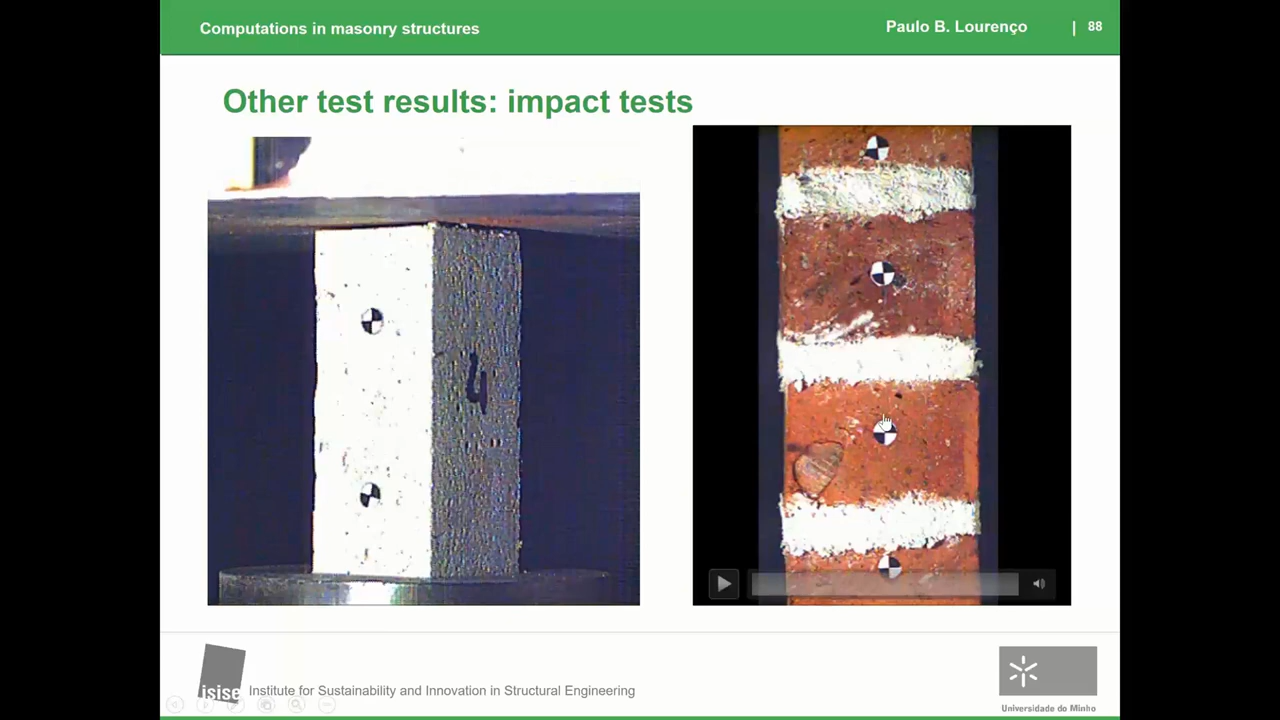 Computations in masonry structures
Paulo B. Lourenço
| 88
Other test results: impact tests
4
isise
Institute for Sustainability and Innovation in Structural Engineering
Universidade do Minho